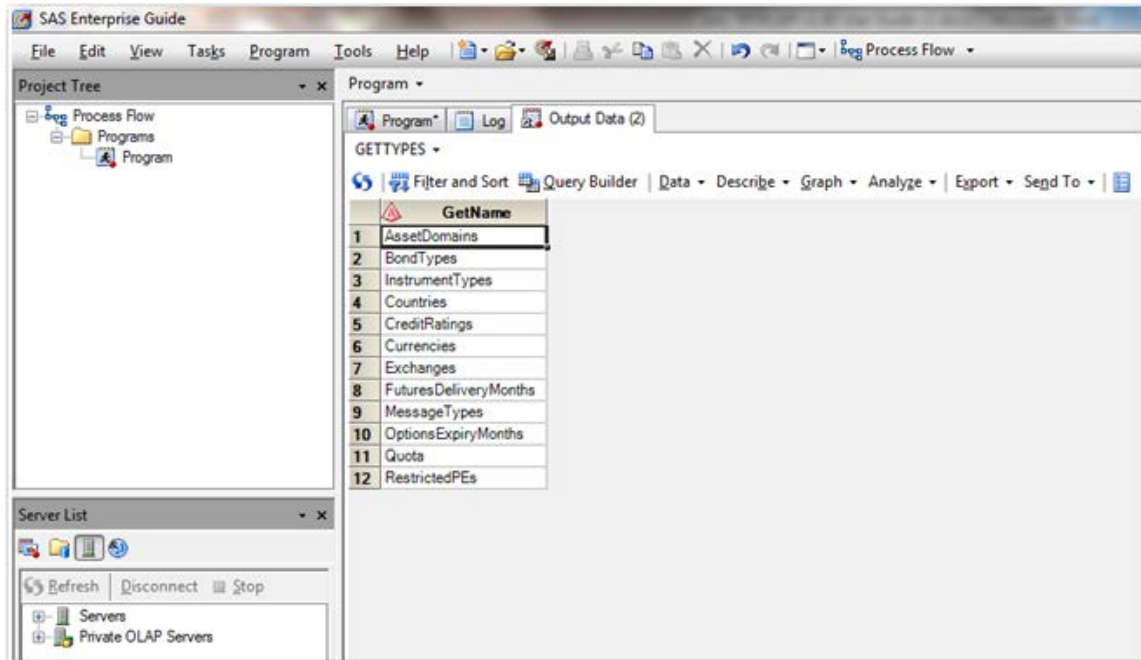 SAS Enterprise Guide
File Edit View Tasks Program Tools Help Process Flow
Project Tree
Process Flow
Programs
Program
Program
Program* Log Output Data (2)
GETTYPES
Filter and Sort Query Builder Data Describe Graph Analyze Export Send To
GetName
1 AssetDomains
2 BondTypes
3 InstrumentTypes
4 Countries
5 CreditRatings
6 Currencies
7 Exchanges
8 FuturesDeliveryMonths
9 MessageTypes
10 OptionsExpiryMonths
11 Quota
12 RestrictedPEs
Server List
Refresh Disconnect Stop
Servers
Private OLAP Servers